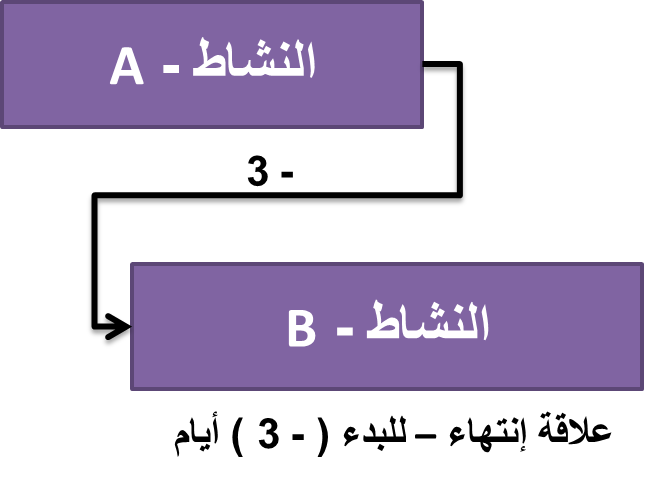 النشاط - A
3 -
النشاط - B
علاقة إنتهاء – للبدء ( - 3 ) أيام